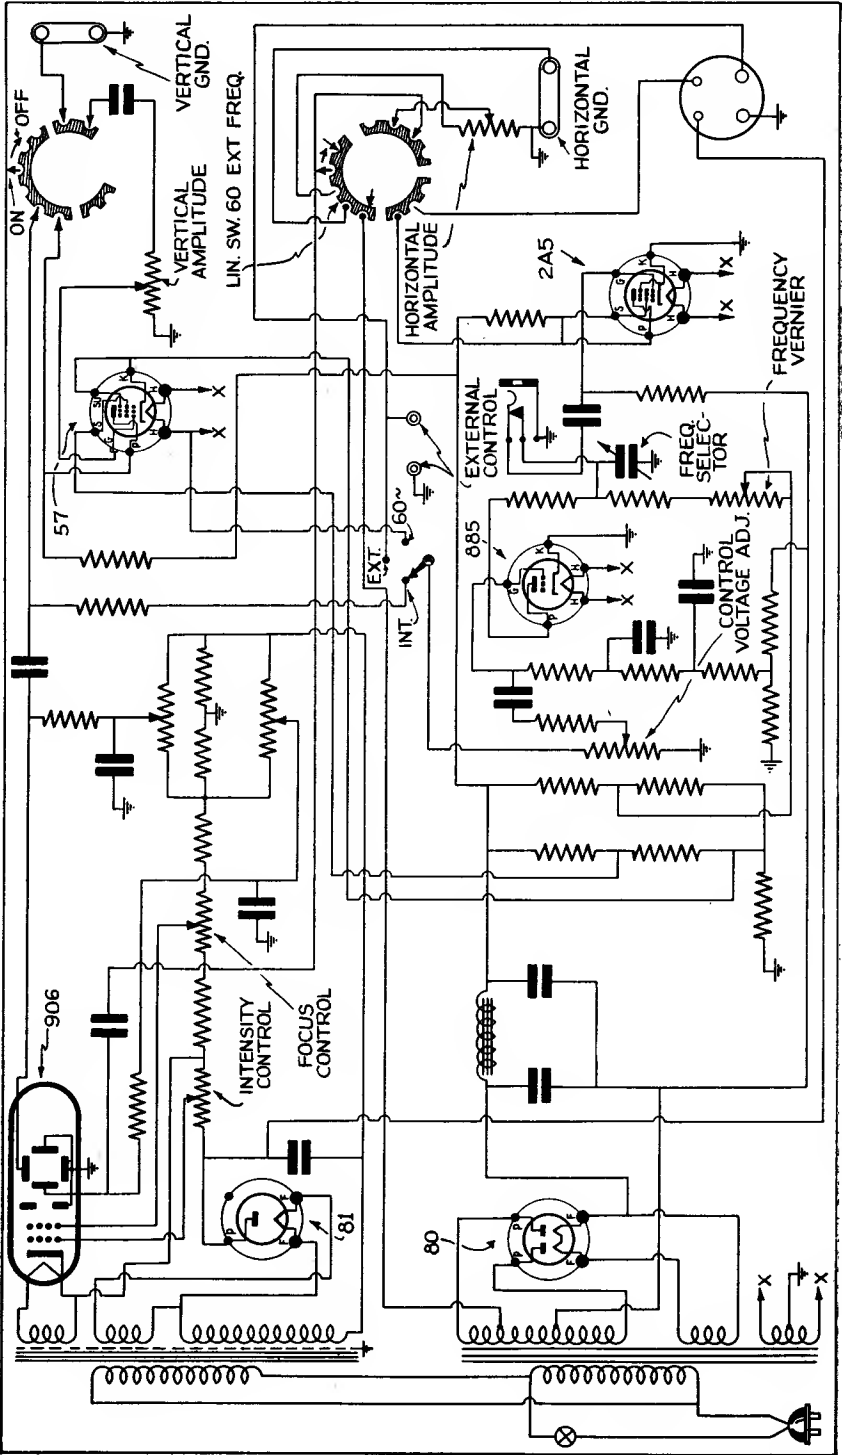 906
INTENSITY
CONTROL
FOCUS
CONTROL
P
F
F
81
80
P
P
F
F
X
X
57
G
S
SU
P
K
H
H
X
X
ON
OFF
VERTICAL
AMPLITUDE
VERTICAL
GND.
LIN. SW. 60 EXT FREQ.
HORIZONTAL
AMPLITUDE
HORIZONTAL
GND.
INT.
EXT.
60~
EXTERNAL
CONTROL
885
G
P
K
H
H
X
X
FREQ.
SELEC-
TOR
CONTROL
VOLTAGE ADJ.
FREQUENCY
VERNIER
2A5
S
G
P
K
H
H
X
X